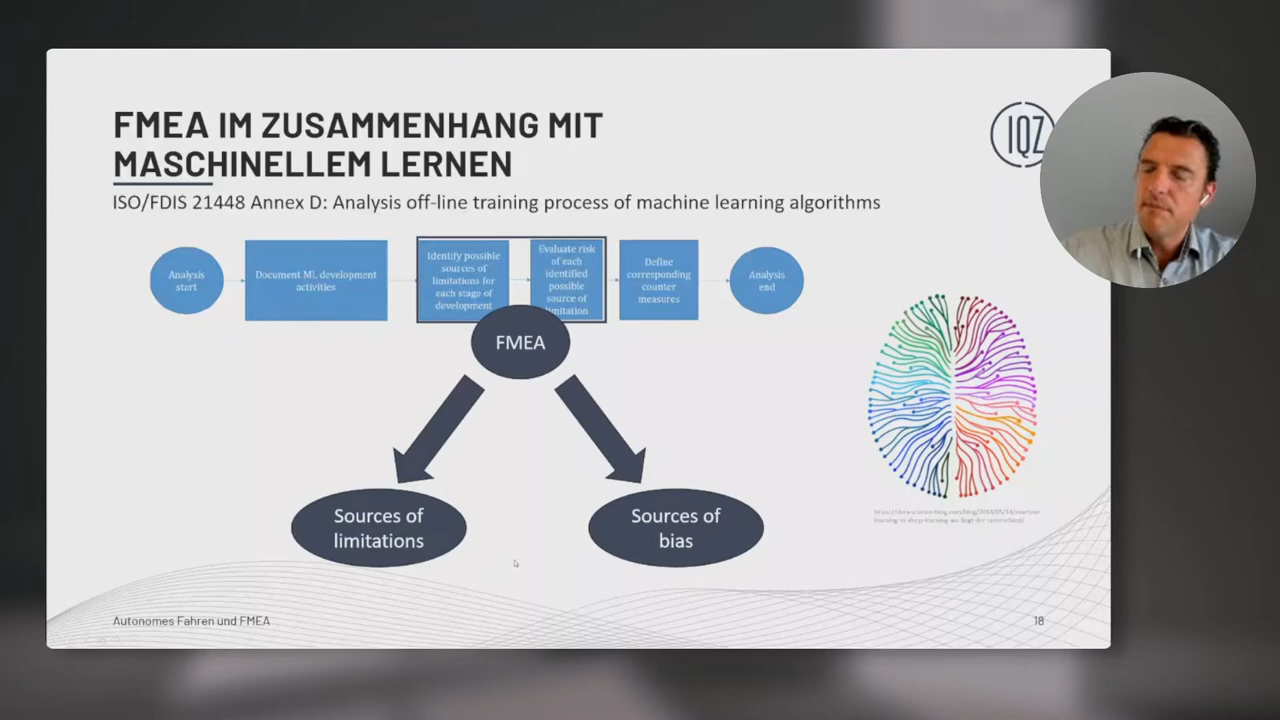 FMEA IM ZUSAMMENHANG MIT
MASCHINELLEM LERNEN
IQZ
ISO/FDIS 21448 Annex D: Analysis off-line training process of machine learning algorithms
Analysis
start
Document ML development
activities
Identify possible
sources of
limitations for
each stage of
development
Evaluate risk
of each
identified
possible
source of
limitation
Define
corresponding
counter
measures
Analysis
end
FMEA
Sources of
limitations
Sources of
bias
Autonomes Fahren und FMEA
18